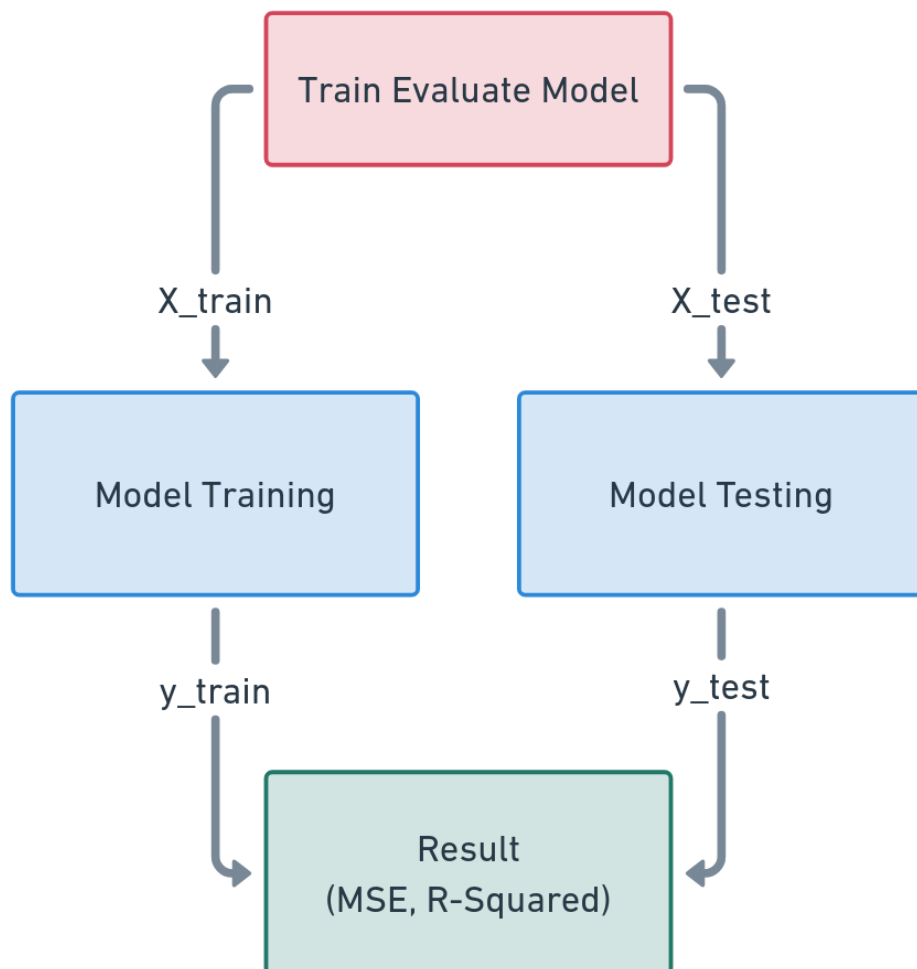 Train Evaluate Model
X_train
X_test
Model Training
Model Testing
y_train
y_test
Result
(MSE, R-Squared)